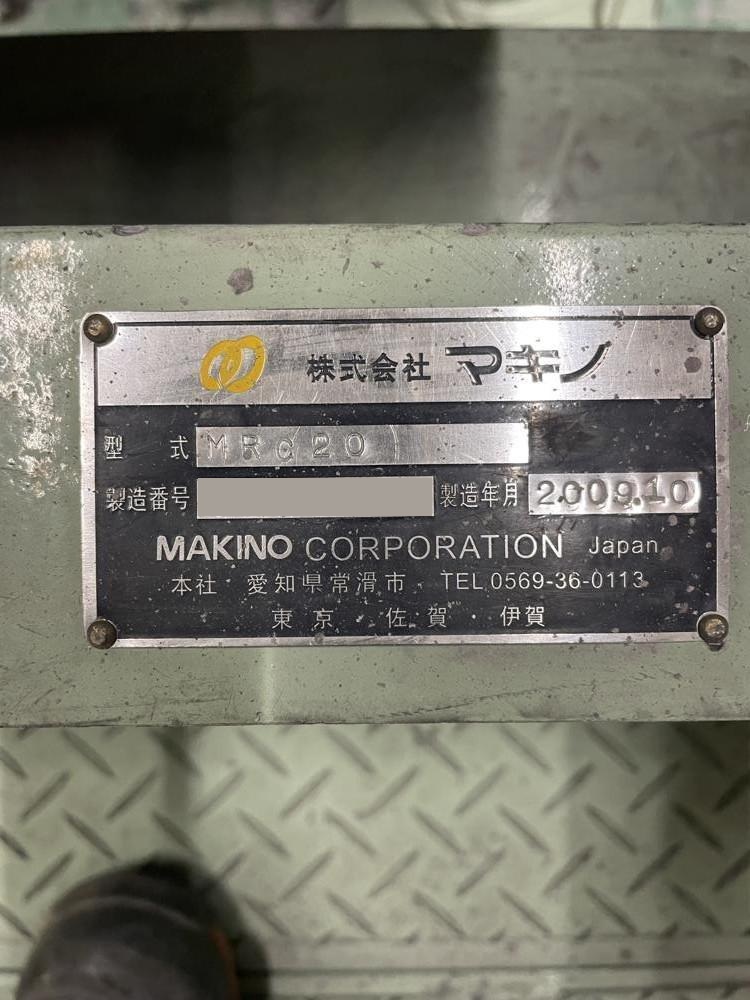 株式会社 マキノ
型 式 MRC20
製造番号 製造年月 2009.10
MAKINO CORPORATION Japan
本社 愛知県常滑市 TEL 0569-36-0113
東京・佐賀・伊賀